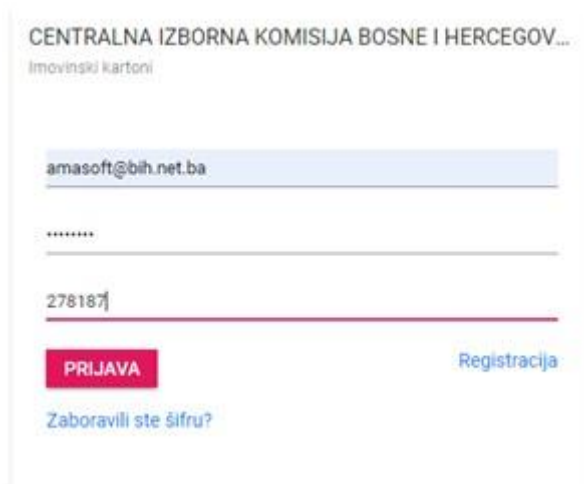 CENTRALNA IZBORNA KOMISIJA BOSNE I HERCEGOV...
Imovinski kartoni
amasoft@bih.net.ba
........
278187
PRIJAVA
Registracija
Zaboravili ste šifru?